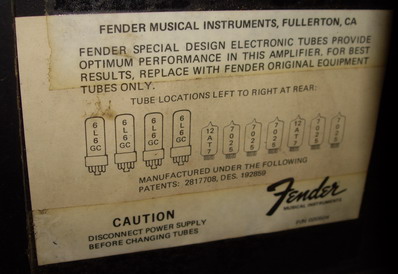 FENDER MUSICAL INSTRUMENTS, FULLERTON, CA
FENDER SPECIAL DESIGN ELECTRONIC TUBES PROVIDE
OPTIMUM PERFORMANCE IN THIS AMPLIFIER. FOR BEST
RESULTS, REPLACE WITH FENDER ORIGINAL EQUIPMENT
TUBES ONLY.
TUBE LOCATIONS LEFT TO RIGHT AT REAR:
6L6GC 6L6GC 6L6GC 6L6GC 12AT7 7025 7025 7025 12AT7 7025 7025
MANUFACTURED UNDER THE FOLLOWING
PATENTS: 2817708, DES. 192859
Fender
MUSICAL INSTRUMENTS
CAUTION
DISCONNECT POWER SUPPLY
BEFORE CHANGING TUBES